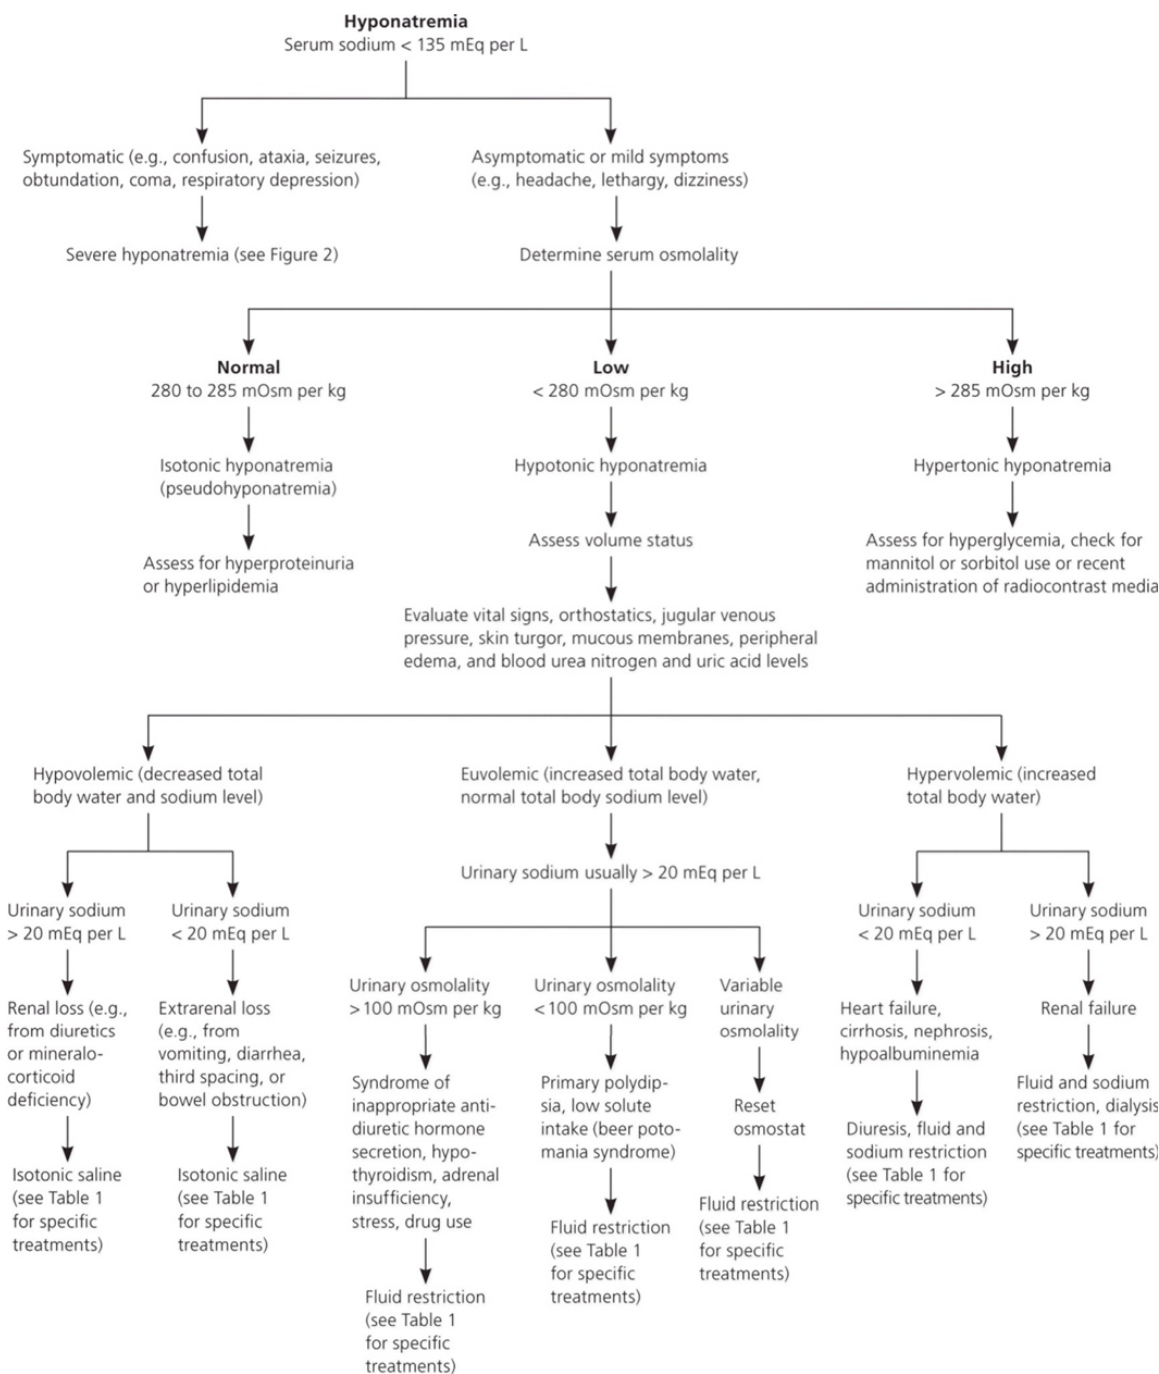 Hyponatremia
Serum sodium < 135 mEq per L
Symptomatic (e.g., confusion, ataxia, seizures,
obtundation, coma, respiratory depression)
Asymptomatic or mild symptoms
(e.g., headache, lethargy, dizziness)
Severe hyponatremia (see Figure 2)
Determine serum osmolality
Normal
280 to 285 mOsm per kg
Low
< 280 mOsm per kg
High
> 285 mOsm per kg
Isotonic hyponatremia
(pseudohyponatremia)
Hypotonic hyponatremia
Hypertonic hyponatremia
Assess for hyperproteinuria
or hyperlipidemia
Assess volume status
Assess for hyperglycemia, check for
mannitol or sorbitol use or recent
administration of radiocontrast media
Evaluate vital signs, orthostatics, jugular venous
pressure, skin turgor, mucous membranes, peripheral
edema, and blood urea nitrogen and uric acid levels
Hypovolemic (decreased total
body water and sodium level)
Euvolemic (increased total body water,
normal total body sodium level)
Hypervolemic (increased
total body water)
Urinary sodium usually > 20 mEq per L
Urinary sodium
> 20 mEq per L
Urinary sodium
< 20 mEq per L
Urinary sodium
< 20 mEq per L
Urinary sodium
> 20 mEq per L
Urinary osmolality
> 100 mOsm per kg
Urinary osmolality
< 100 mOsm per kg
Variable
urinary
osmolality
Renal loss (e.g.,
from diuretics
or mineralo-
corticoid
deficiency)
Extrarenal loss
(e.g., from
vomiting, diarrhea,
third spacing, or
bowel obstruction)
Heart failure,
cirrhosis, nephrosis,
hypoalbuminemia
Renal failure
Syndrome of
inappropriate anti-
diuretic hormone
secretion, hypo-
thyroidism, adrenal
insufficiency,
stress, drug use
Primary polydip-
sia, low solute
intake (beer poto-
mania syndrome)
Reset
osmostat
Fluid and sodium
restriction, dialysis
(see Table 1 for
specific treatments)
Diuresis, fluid and
sodium restriction
(see Table 1 for
specific treatments)
Isotonic saline
(see Table 1
for specific
treatments)
Isotonic saline
(see Table 1
for specific
treatments)
Fluid restriction
(see Table 1
for specific
treatments)
Fluid restriction
(see Table 1
for specific
treatments)
Fluid restriction
(see Table 1
for specific
treatments)